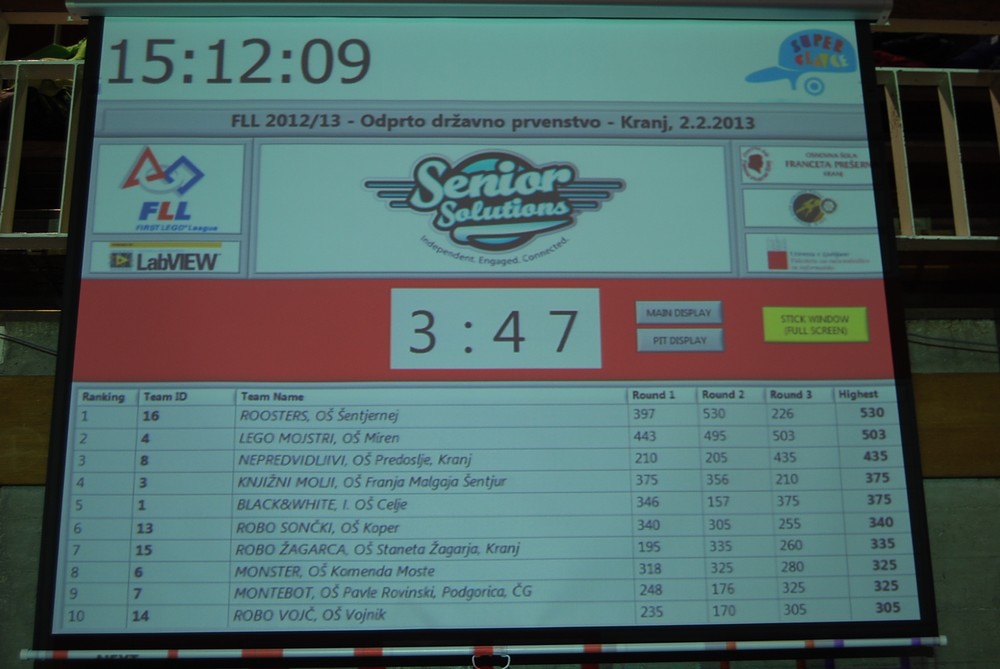 15:12:09
SUPER
GLAVCE
FLL 2012/13 - Odprto državno prvenstvo - Kranj, 2.2.2013
FLL
FIRST LEGO League
LabVIEW
Senior
Solutions
Independent. Engaged. Connected.
OSNOVNA ŠOLA
FRANCETA PREŠERN
KRANJ
3:47
MAIN DISPLAY
PIT DISPLAY
STICK WINDOW
(FULL SCREEN)
Ranking Team ID Team Name Round 1 Round 2 Round 3 Highest
1 16 ROOSTERS, OŠ Šentjernej 397 530 226 530
2 4 LEGO MOJSTRI, OŠ Miren 443 495 503 503
3 8 NEPREDVIDLJIVI, OŠ Predoslje, Kranj 210 205 435 435
4 3 KNJIŽNI MOLJI, OŠ Franja Malgaja Šentjur 375 356 210 375
5 1 BLACK&WHITE, I. OŠ Celje 346 157 375 375
6 13 ROBO SONČKI, OŠ Koper 340 305 255 340
7 15 ROBO ŽAGARCA, OŠ Staneta Žagarja, Kranj 195 335 260 335
8 6 MONSTER, OŠ Komenda Moste 318 325 280 325
9 7 MONTEBOT, OŠ Pavle Rovinski, Podgorica, ČG 248 176 325 325
10 14 ROBO VOJČ, OŠ Vojnik 235 170 305 305